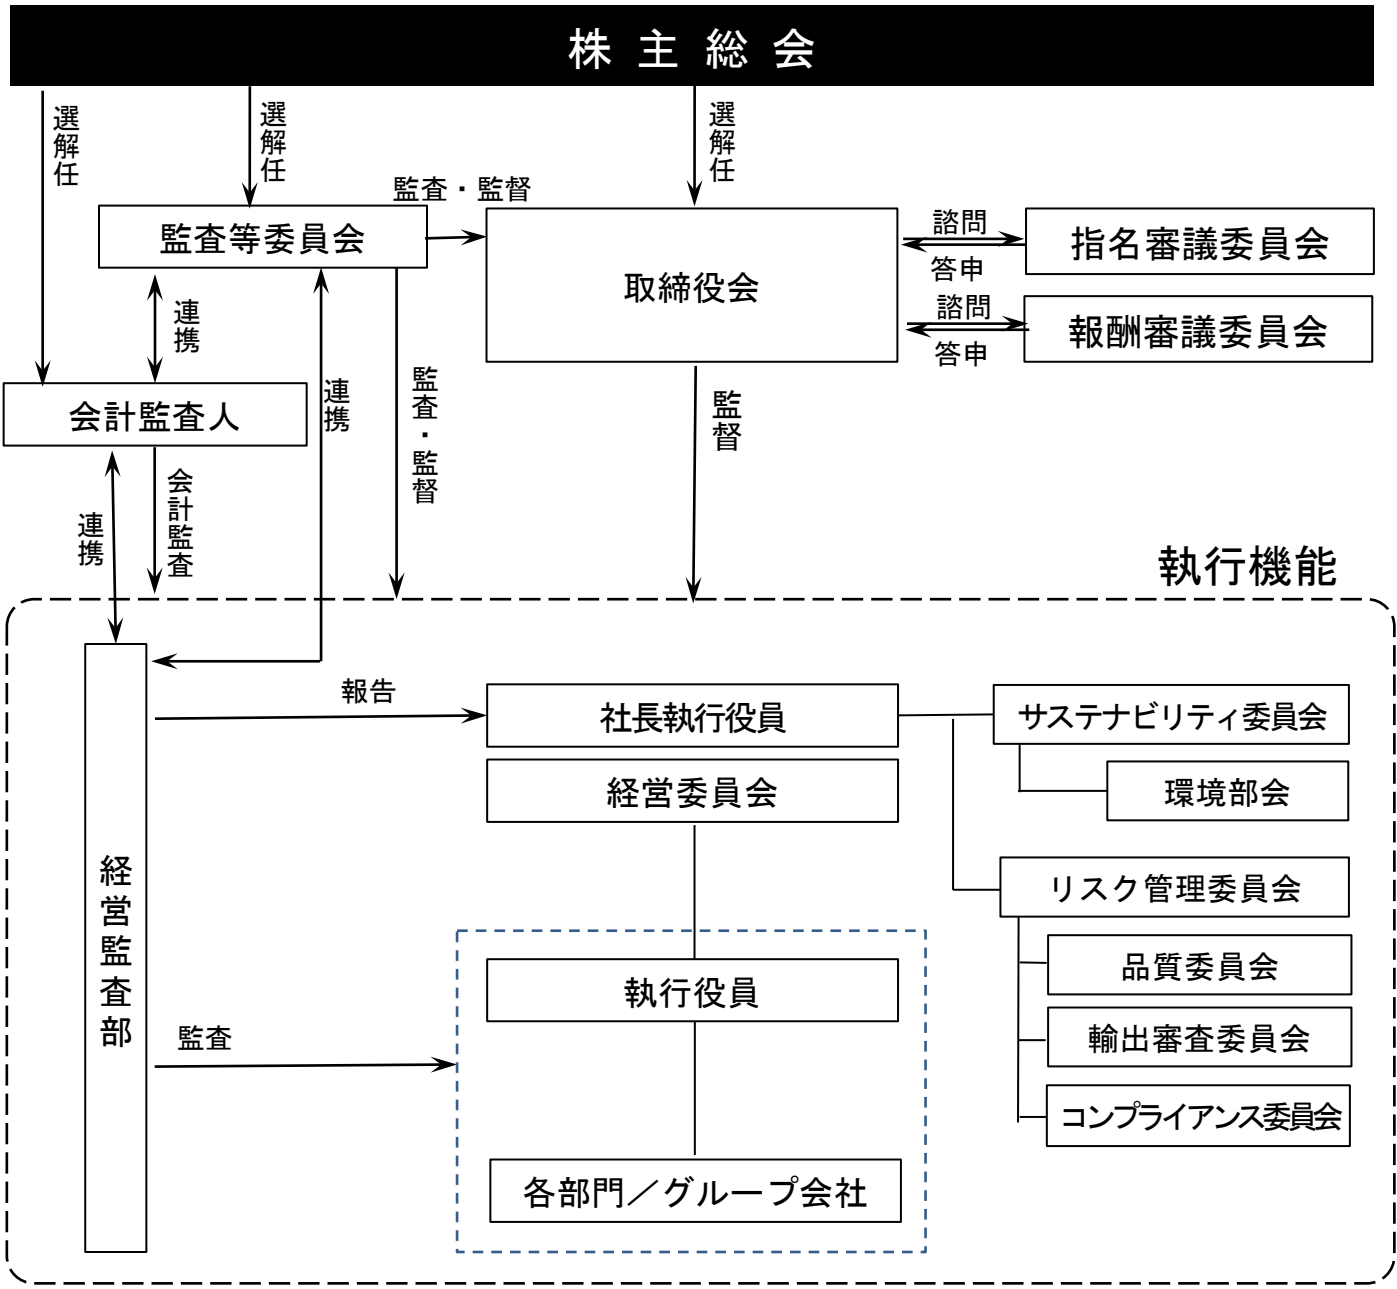 株主総会
選解任
選解任
選解任
監査・監督
監査等委員会
取締役会
諮問
答申
指名審議委員会
諮問
答申
報酬審議委員会
連携
連携
監査・監督
監督
会計監査人
連携
会計監査
執行機能
経営監査部
報告
社長執行役員
サステナビリティ委員会
経営委員会
環境部会
リスク管理委員会
品質委員会
執行役員
輸出審査委員会
監査
コンプライアンス委員会
各部門／グループ会社